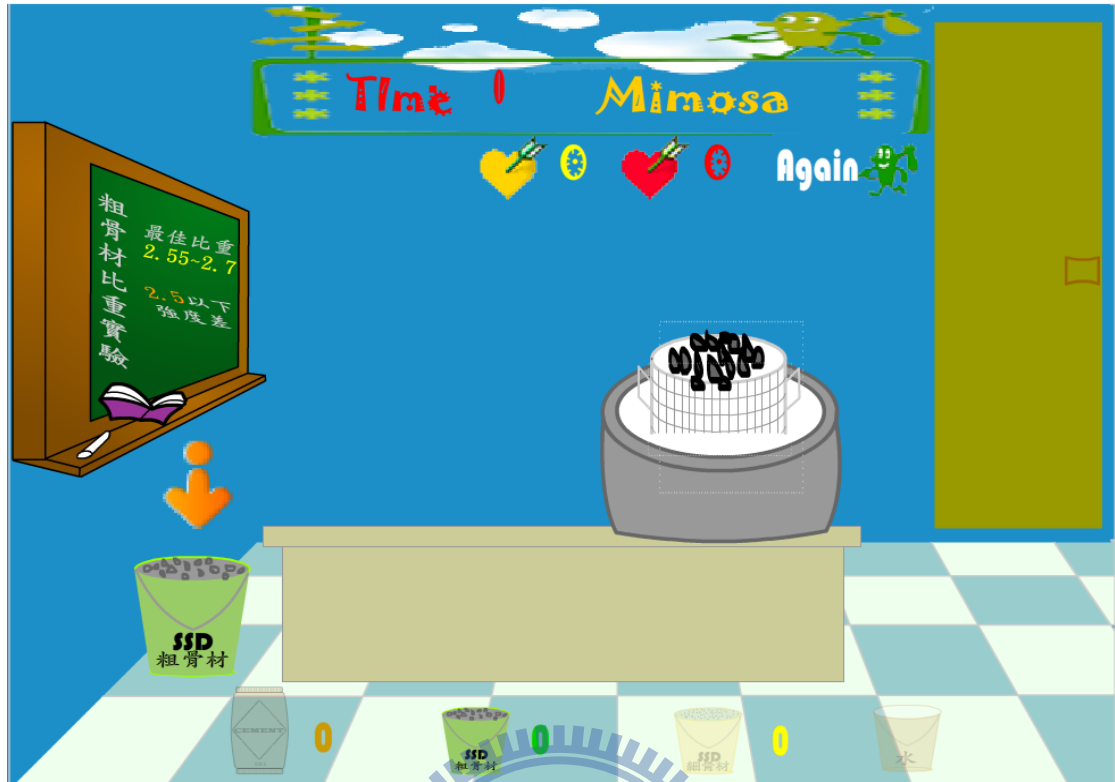 TIme 0 Mimosa
0 0 Again
粗骨材比重實驗
最佳比重
2.55~2.7
2.5以下
強度差
SSD
粗骨材
CEMENT
0
SSD
粗骨材
0
SSD
細骨材
0
水